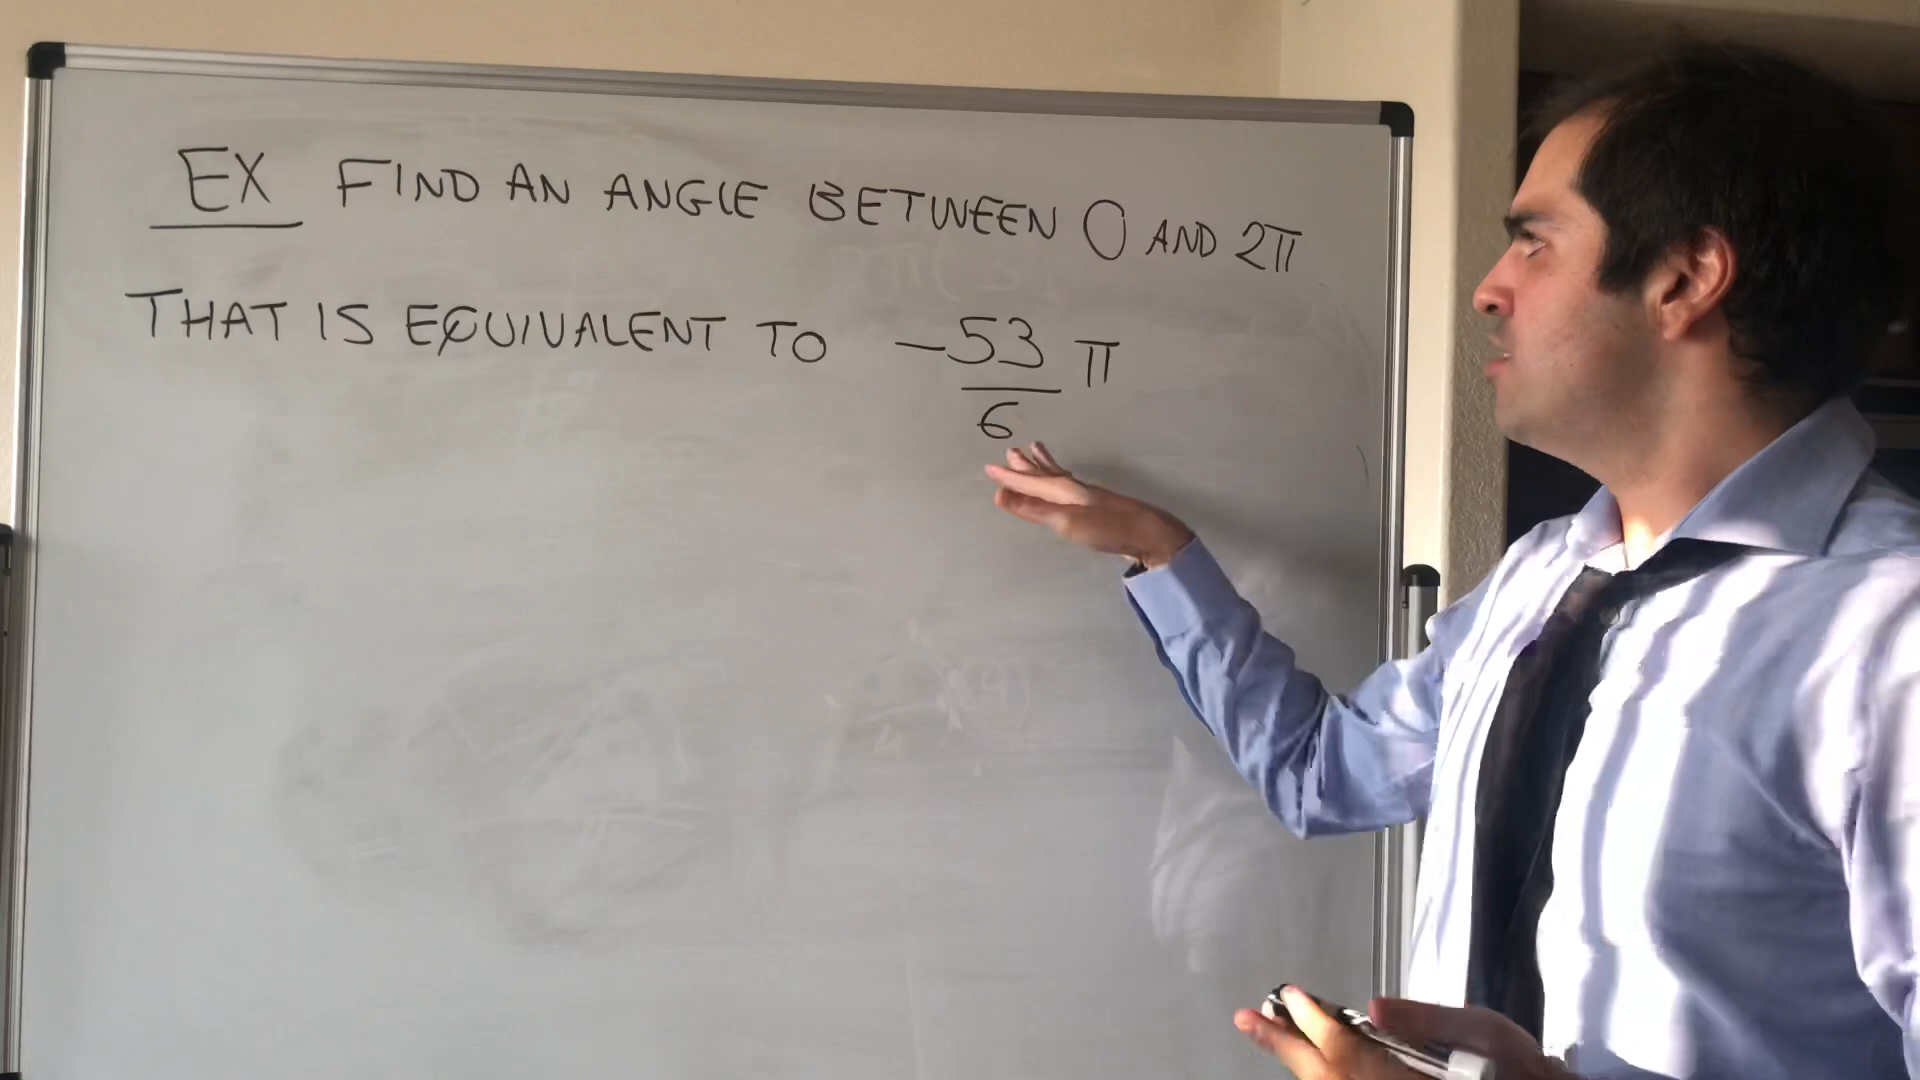 EX FIND AN ANGLE BETWEEN 0 AND 2π
THAT IS EQUIVALENT TO -53/6 π